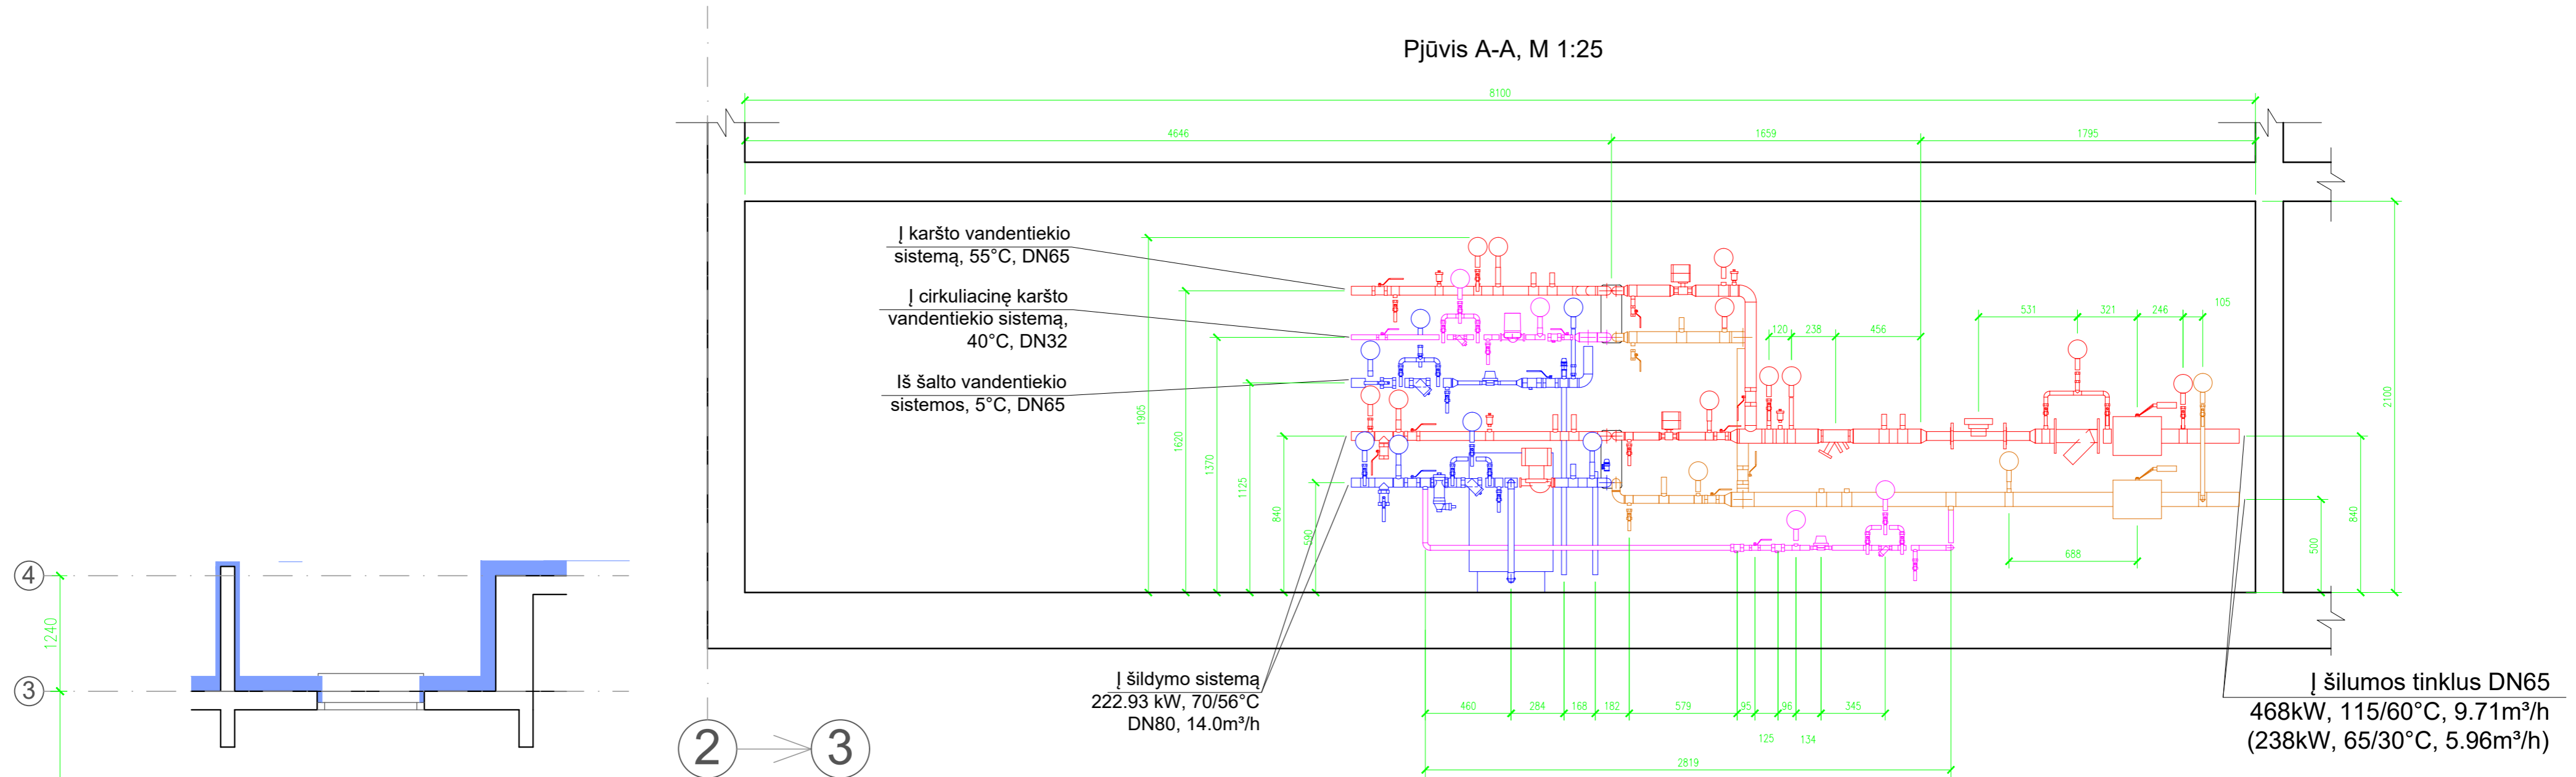 Pjūvis A-A, M 1:25
8100
4646
1659
1795
Į karšto vandentiekio
sistemą, 55°C, DN65
Į cirkuliacinę karšto
vandentiekio sistemą,
40°C, DN32
Iš šalto vandentiekio
sistemos, 5°C, DN65
1905
1620
1370
1125
840
590
120
238
456
531
321
246
105
2100
840
500
688
4
1240
3
Į šildymo sistemą
222.93 kW, 70/56°C
DN80, 14.0m³/h
460
284
168
182
579
95
96
345
125
134
2819
2
3
Į šilumos tinklus DN65
468kW, 115/60°C, 9.71m³/h
(238kW, 65/30°C, 5.96m³/h)